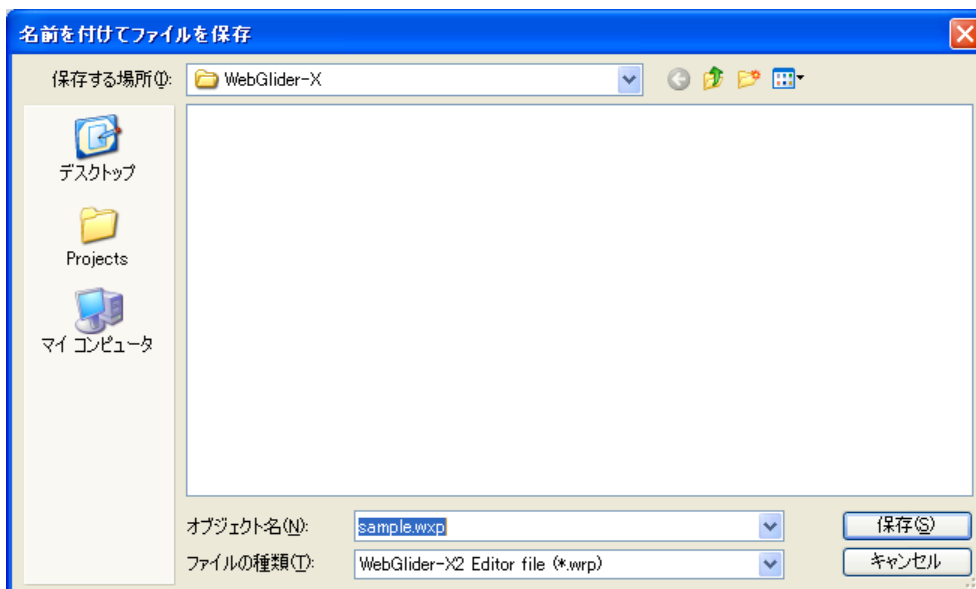 名前を付けてファイルを保存
保存する場所(I):
WebGlider-X
デスクトップ
Projects
マイ コンピュータ
オブジェクト名(N):
sample.wxp
保存(S)
ファイルの種類(T):
WebGlider-X2 Editor file (*.wrp)
キャンセル